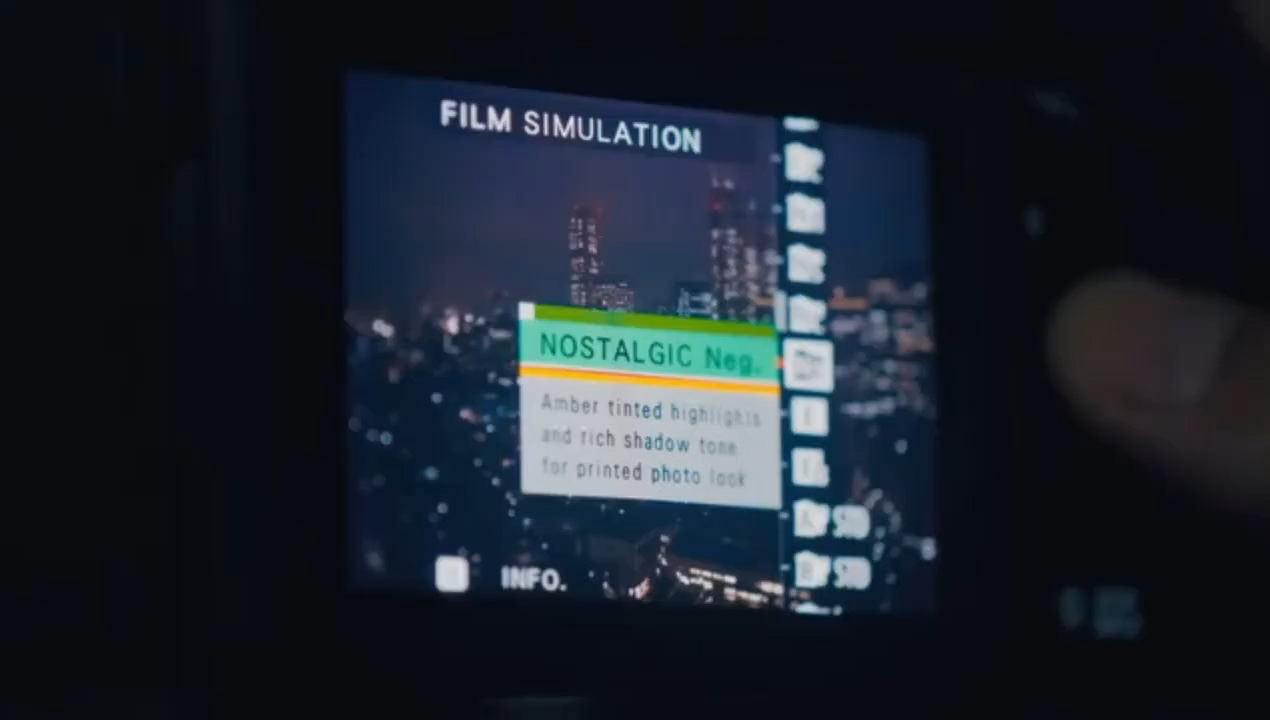 FILM SIMULATION
NOSTALGIC Neg.
Amber tinted highlights
and rich shadow tone
for printed photo look
INFO.